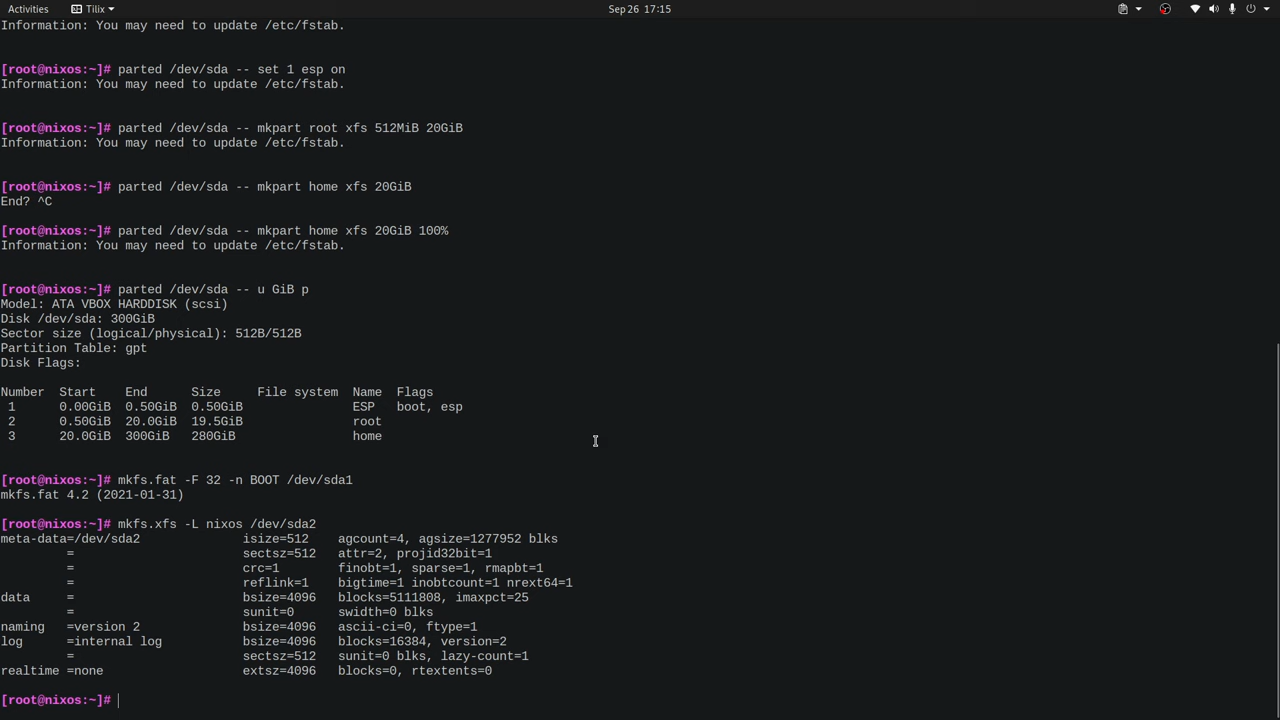 Activities Tilix Sep 26 17:15
Information: You may need to update /etc/fstab.
[root@nixos:~]# parted /dev/sda -- set 1 esp on
Information: You may need to update /etc/fstab.
[root@nixos:~]# parted /dev/sda -- mkpart root xfs 512MiB 20GiB
Information: You may need to update /etc/fstab.
[root@nixos:~]# parted /dev/sda -- mkpart home xfs 20GiB
End? ^C
[root@nixos:~]# parted /dev/sda -- mkpart home xfs 20GiB 100%
Information: You may need to update /etc/fstab.
[root@nixos:~]# parted /dev/sda -- u GiB p
Model: ATA VBOX HARDDISK (scsi)
Disk /dev/sda: 300GiB
Sector size (logical/physical): 512B/512B
Partition Table: gpt
Disk Flags:
Number  Start    End      Size     File system  Name  Flags
 1      0.00GiB  0.50GiB  0.50GiB               ESP   boot, esp
 2      0.50GiB  20.0GiB  19.5GiB               root
 3      20.0GiB  300GiB   280GiB                home
[root@nixos:~]# mkfs.fat -F 32 -n BOOT /dev/sda1
mkfs.fat 4.2 (2021-01-31)
[root@nixos:~]# mkfs.xfs -L nixos /dev/sda2
meta-data=/dev/sda2              isize=512    agcount=4, agsize=1277952 blks
         =                       sectsz=512   attr=2, projid32bit=1
         =                       crc=1        finobt=1, sparse=1, rmapbt=1
         =                       reflink=1    bigtime=1 inobtcount=1 nrext64=1
data     =                       bsize=4096   blocks=5111808, imaxpct=25
         =                       sunit=0      swidth=0 blks
naming   =version 2              bsize=4096   ascii-ci=0, ftype=1
log      =internal log           bsize=4096   blocks=16384, version=2
         =                       sectsz=512   sunit=0 blks, lazy-count=1
realtime =none                   extsz=4096   blocks=0, rtextents=0
[root@nixos:~]#